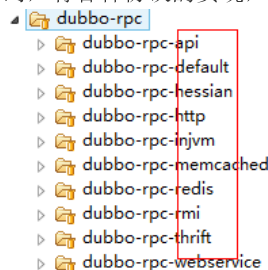 dubbo-rpc
dubbo-rpc-api
dubbo-rpc-default
dubbo-rpc-hessian
dubbo-rpc-http
dubbo-rpc-injvm
dubbo-rpc-memcached
dubbo-rpc-redis
dubbo-rpc-rmi
dubbo-rpc-thrift
dubbo-rpc-webservice